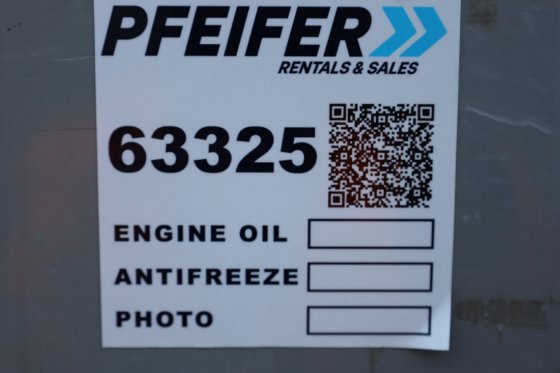 PFEIFER
RENTALS & SALES
63325
ENGINE OIL
ANTIFREEZE
PHOTO